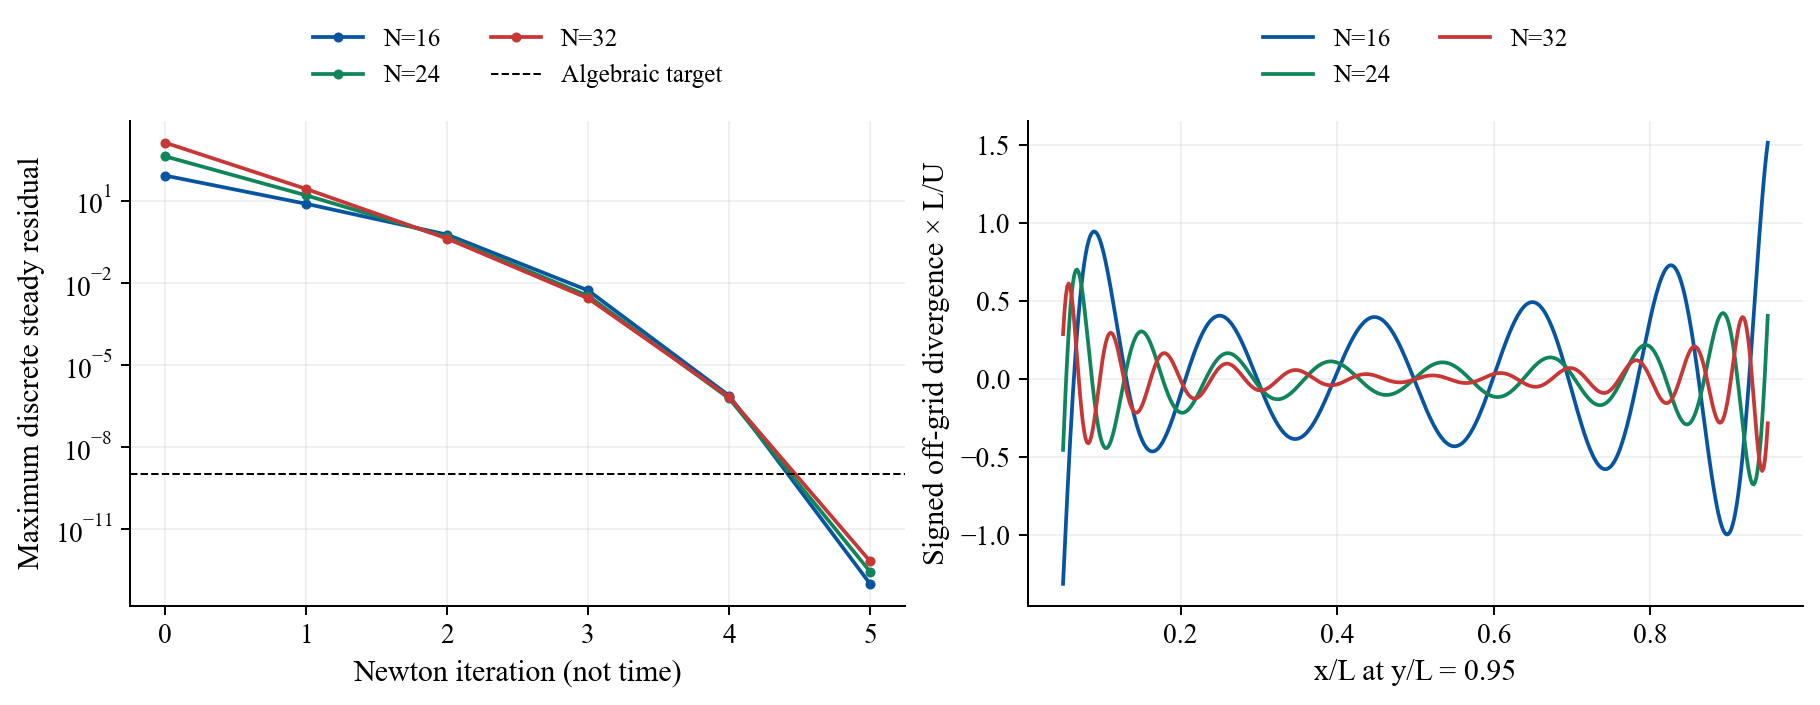 N=16
N=24
N=32
Algebraic target
Maximum discrete steady residual
10¹
10⁻²
10⁻⁵
10⁻⁸
10⁻¹¹
0 1 2 3 4 5
Newton iteration (not time)
N=16
N=24
N=32
Signed off-grid divergence × L/U
1.5
1.0
0.5
0.0
−0.5
−1.0
0.2 0.4 0.6 0.8
x/L at y/L = 0.95